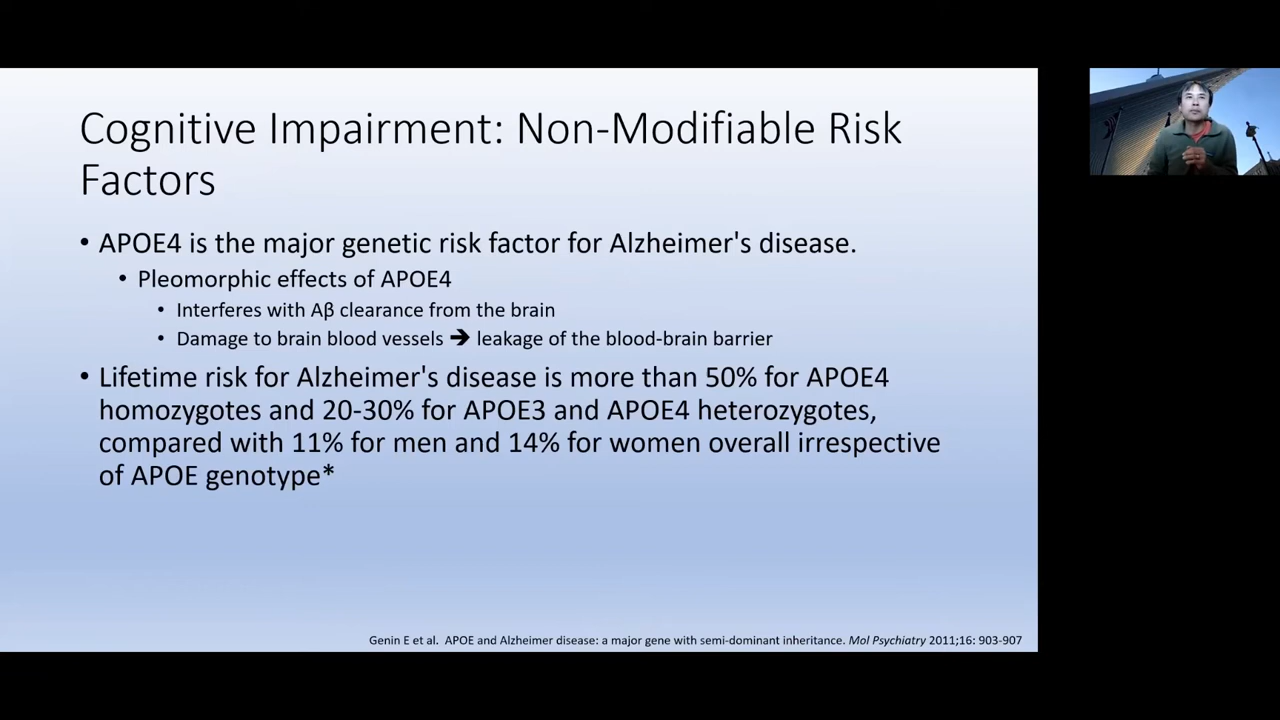 Cognitive Impairment: Non-Modifiable Risk
Factors
• APOE4 is the major genetic risk factor for Alzheimer's disease.
• Pleomorphic effects of APOE4
• Interferes with Aβ clearance from the brain
• Damage to brain blood vessels 🡲 leakage of the blood-brain barrier
• Lifetime risk for Alzheimer's disease is more than 50% for APOE4
homozygotes and 20-30% for APOE3 and APOE4 heterozygotes,
compared with 11% for men and 14% for women overall irrespective
of APOE genotype*
Genin E et al. APOE and Alzheimer disease: a major gene with semi-dominant inheritance. Mol Psychiatry 2011;16: 903-907